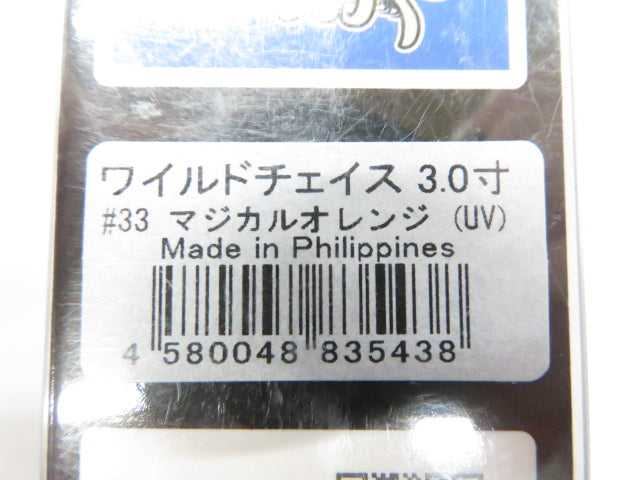 ワイルドチェイス 3.0寸
#33 マジカルオレンジ (UV)
Made in Philippines
4 580048 835438